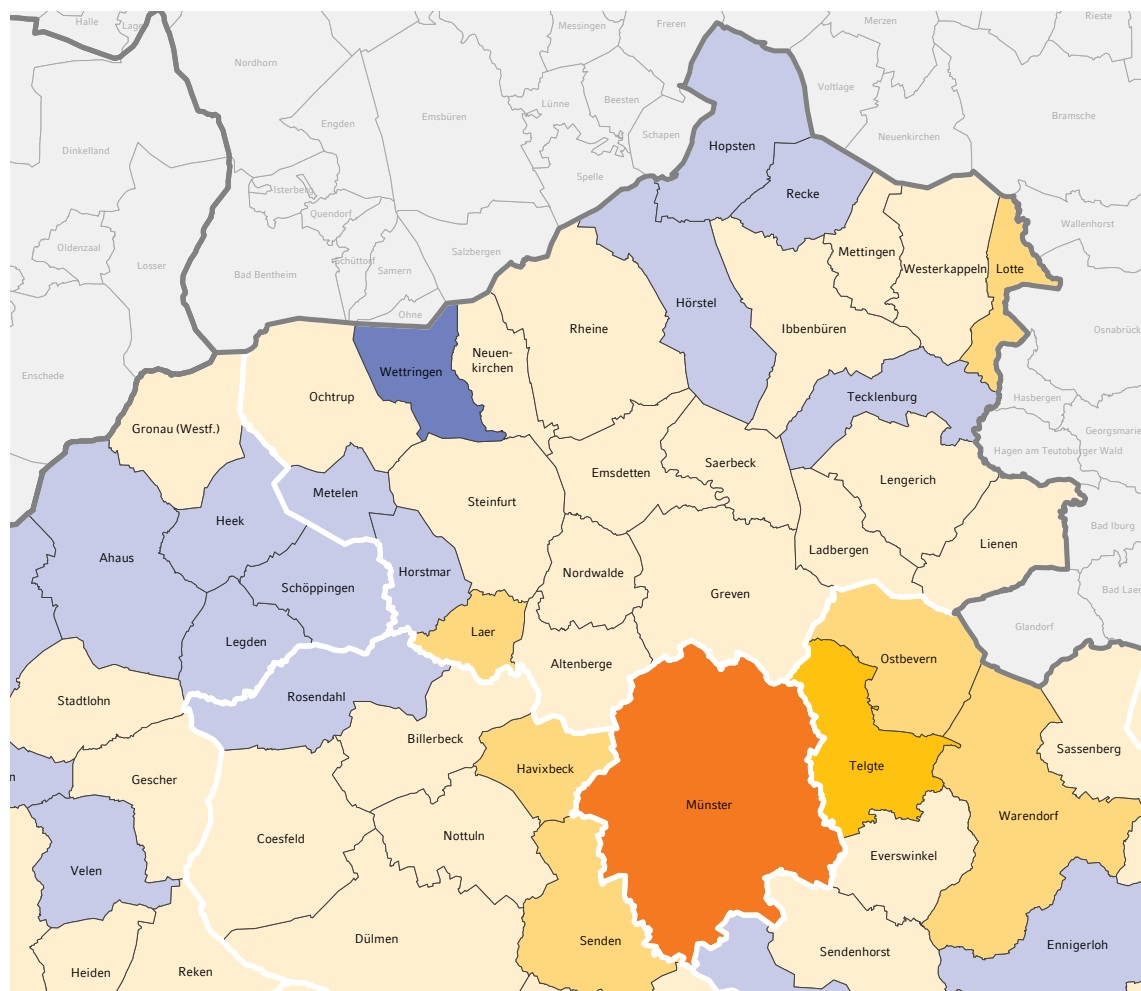 Halle
Lage
Messingen
Freren
Merzen
Rieste
Nordhorn
Lünne
Beesten
Voltlage
Engden
Emsbüren
Bramsche
Schapen
Neuenkirchen
Dinkelland
Hopsten
Spelle
Isterberg
Recke
Quendorf
Wallenhorst
Oldenzaal
Salzbergen
Mettingen
Losser
Schüttorf
Westerkappeln
Lotte
Bad Bentheim
Samern
Hörstel
Ohne
Rheine
Ibbenbüren
Osnabrück
Neuen-
kirchen
Enschede
Wettringen
Ochtrup
Tecklenburg
Hasbergen
Gronau (Westf.)
Georgsmarie
Hagen am Teutoburger Wald
Saerbeck
Emsdetten
Lengerich
Metelen
Steinfurt
Heek
Bad Iburg
Lienen
Ladbergen
Ahaus
Horstmar
Nordwalde
Schöppingen
Bad Laer
Greven
Glandorf
Laer
Legden
Ostbevern
Altenberge
Rosendahl
Stadtlohn
Billerbeck
Sassenberg
Telgte
Havixbeck
n
Gescher
Münster
Warendorf
Nottuln
Coesfeld
Everswinkel
Velen
Dülmen
Senden
Ennigerloh
Sendenhorst
Heiden
Reken